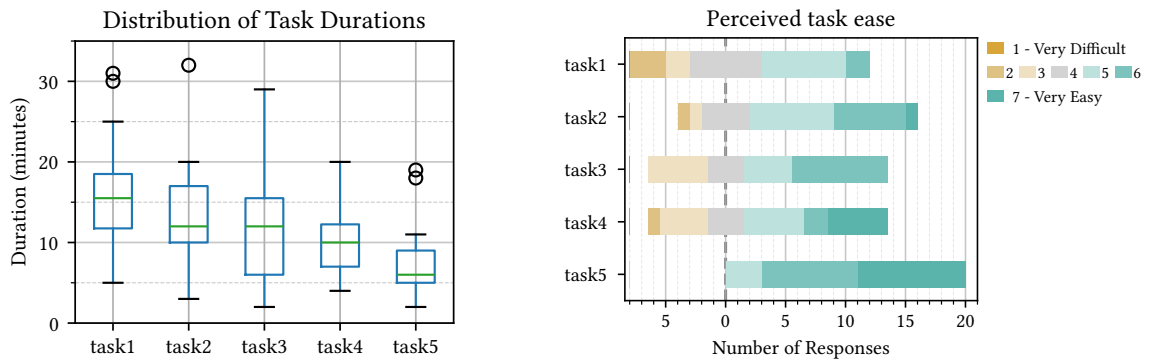 Distribution of Task Durations
Duration (minutes)
30
20
10
0
task1 task2 task3 task4 task5
Perceived task ease
task1
task2
task3
task4
task5
5 0 5 10 15 20
Number of Responses
1 - Very Difficult
2 3 4 5 6
7 - Very Easy